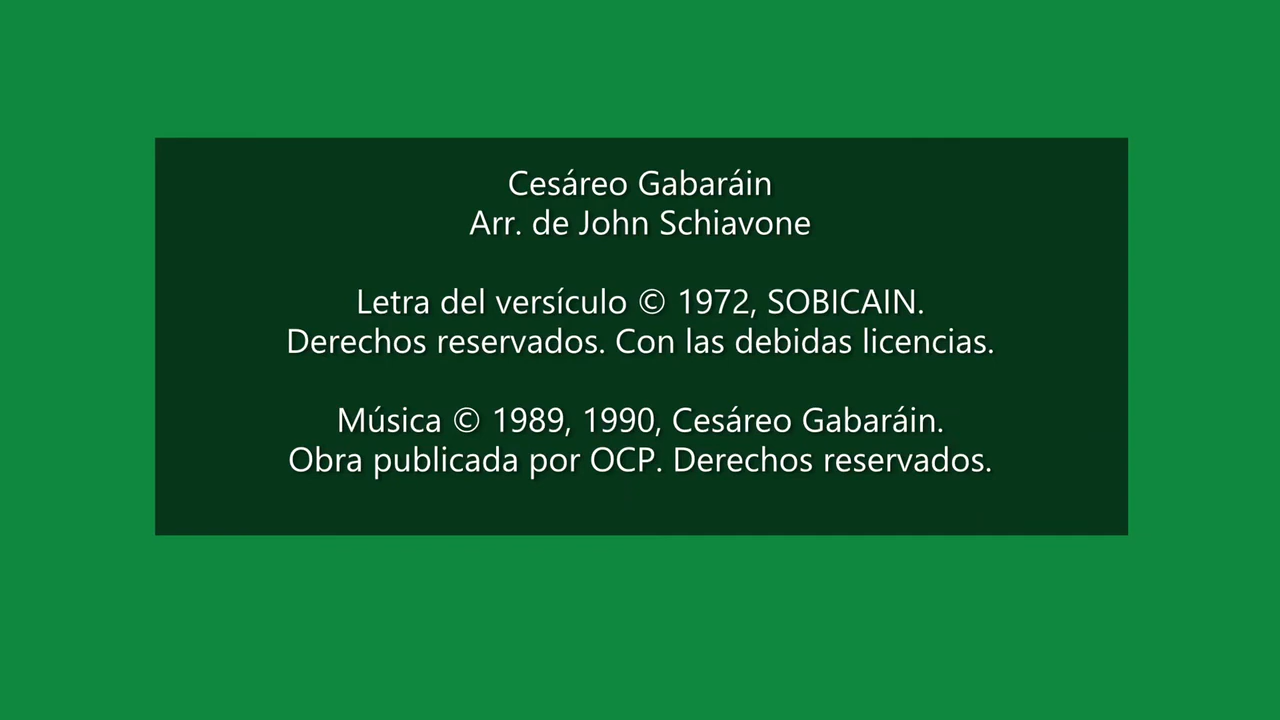 Cesáreo Gabaráin
Arr. de John Schiavone
Letra del versículo © 1972, SOBICAIN.
Derechos reservados. Con las debidas licencias.
Música © 1989, 1990, Cesáreo Gabaráin.
Obra publicada por OCP. Derechos reservados.